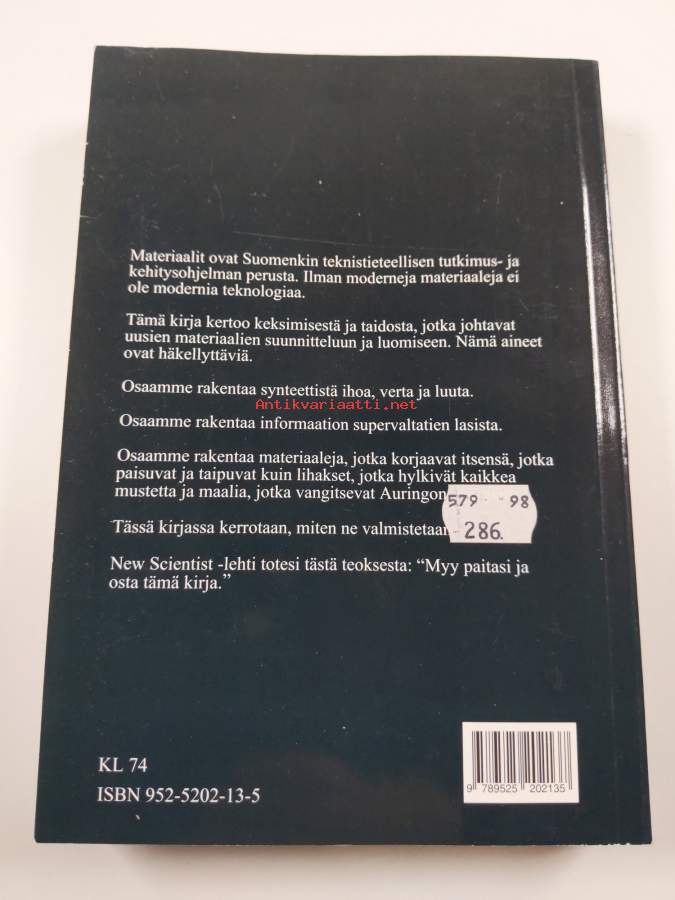 Materiaalit ovat Suomenkin teknistieteellisen tutkimus- ja
kehitysohjelman perusta. Ilman moderneja materiaaleja ei
ole modernia teknologiaa.
Tämä kirja kertoo keksimisestä ja taidosta, jotka johtavat
uusien materiaalien suunnitteluun ja luomiseen. Nämä aineet
ovat häkellyttäviä.
Osaamme rakentaa synteettistä ihoa, verta ja luuta.
Antikvariaatti.net
Osaamme rakentaa informaation supervaltatien lasista.
Osaamme rakentaa materiaaleja, jotka korjaavat itsensä, jotka
paisuvat ja taipuvat kuin lihakset, jotka hylkivät kaikkea
mustetta ja maalia, jotka vangitsevat Auringon
579 98
286.
Tässä kirjassa kerrotaan, miten ne
New Scientist -lehti totesi tästä teoksesta: “Myy paitasi ja
osta tämä kirja.”
KL 74
ISBN 952-5202-13-5
9 789525 202135